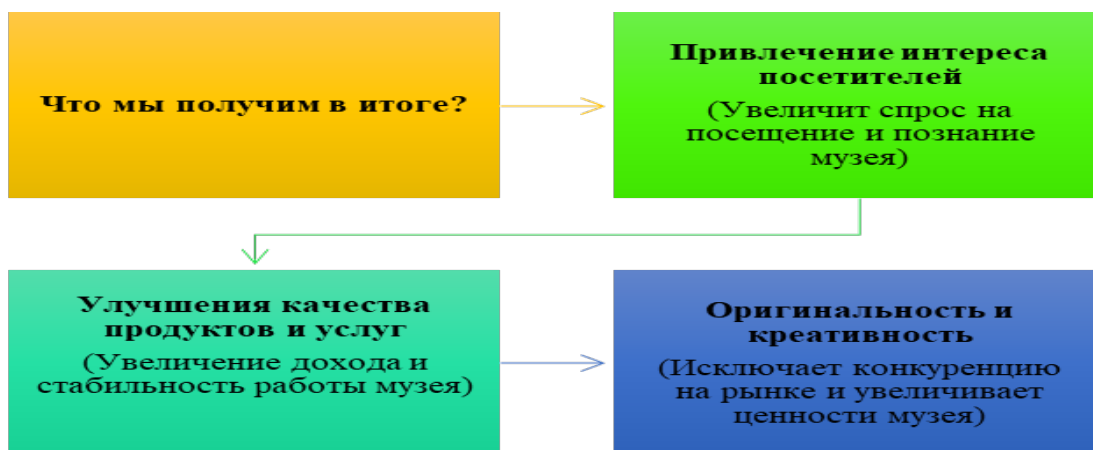 Что мы получим в итоге?
Привлечение интереса
посетителей
(Увеличит спрос на
посещение и познание
музея)
Улучшения качества
продуктов и услуг
(Увеличение дохода и
стабильность работы музея)
Оригинальность и
креативность
(Исключает конкуренцию
на рынке и увеличивает
ценности музея)